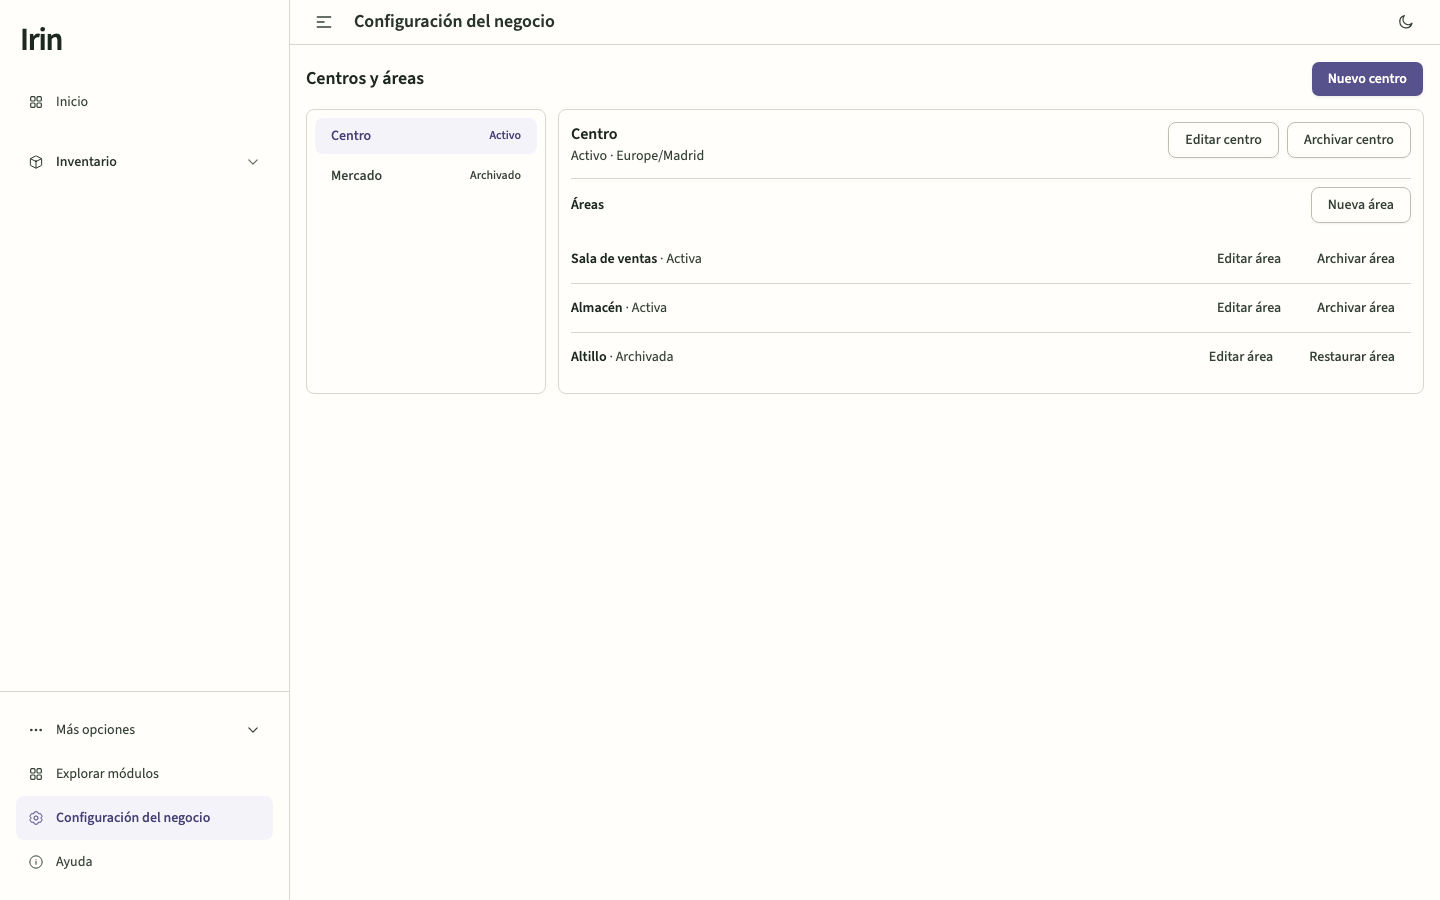 Irin
Inicio
Inventario
Más opciones
Explorar módulos
Configuración del negocio
Ayuda
Configuración del negocio
Centros y áreas
Nuevo centro
Centro Activo
Mercado Archivado
Centro
Activo · Europe/Madrid
Editar centro
Archivar centro
Áreas
Nueva área
Sala de ventas · Activa
Editar área
Archivar área
Almacén · Activa
Editar área
Archivar área
Altillo · Archivada
Editar área
Restaurar área